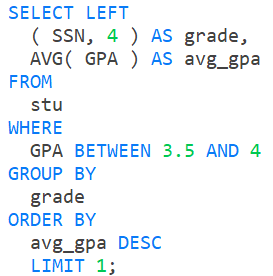 SELECT LEFT
( SSN, 4 ) AS grade,
AVG( GPA ) AS avg_gpa
FROM
stu
WHERE
GPA BETWEEN 3.5 AND 4
GROUP BY
grade
ORDER BY
avg_gpa DESC
LIMIT 1;